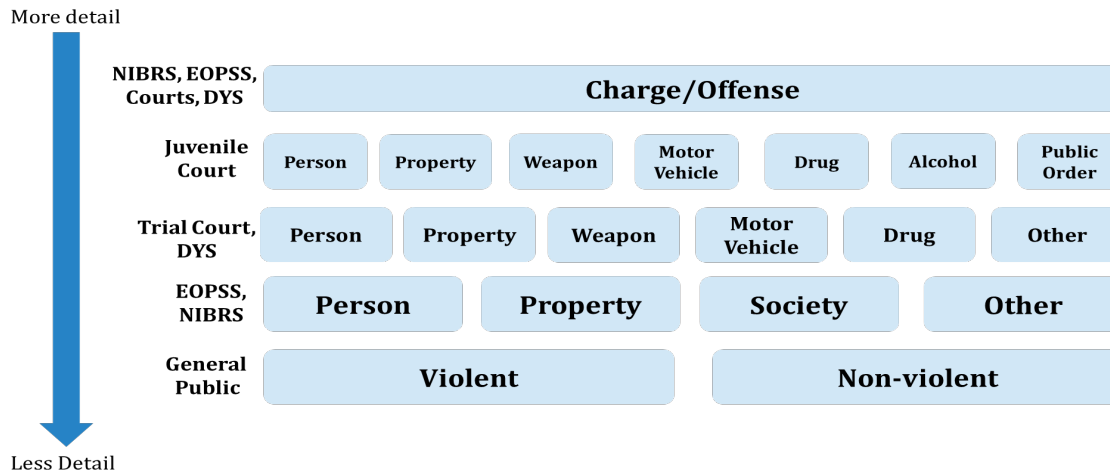 More detail
NIBRS, EOPSS,
Courts, DYS
Charge/Offense
Juvenile
Court
Person
Property
Weapon
Motor
Vehicle
Drug
Alcohol
Public
Order
Trial Court,
DYS
Person
Property
Weapon
Motor
Vehicle
Drug
Other
EOPSS,
NIBRS
Person
Property
Society
Other
General
Public
Violent
Non-violent
Less Detail